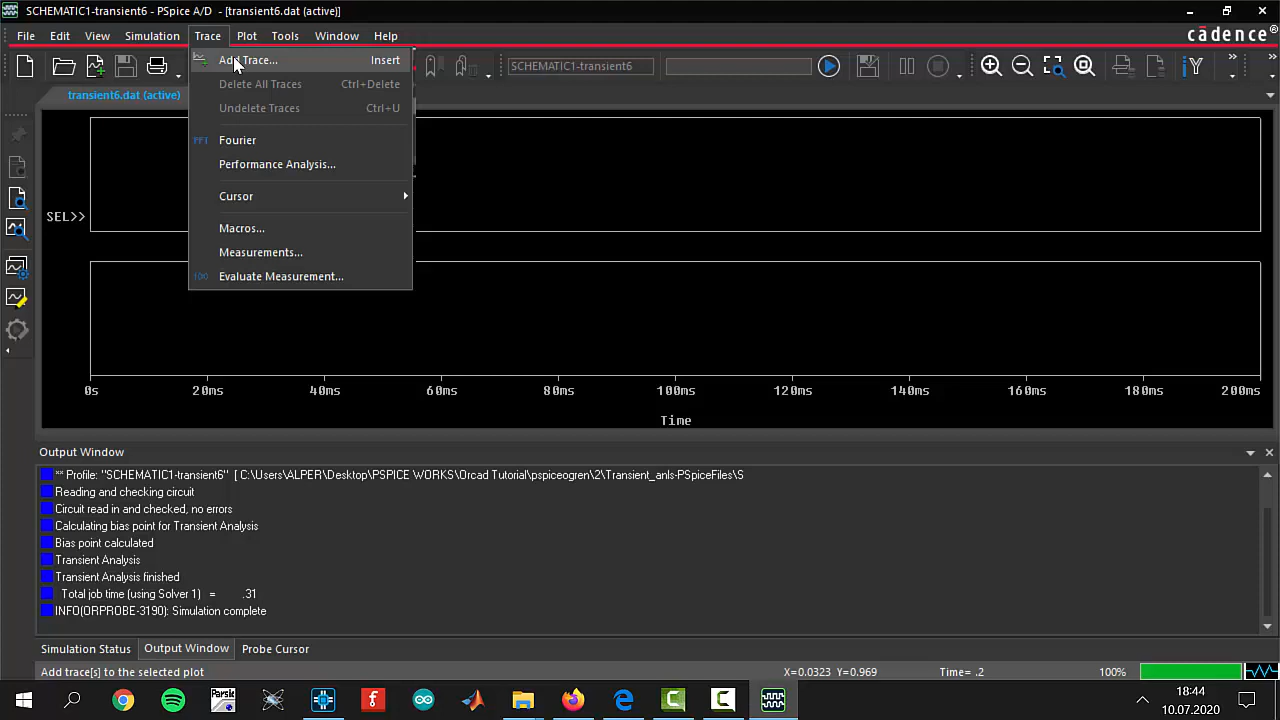 SCHEMATIC1-transient6 - PSpice A/D - [transient6.dat (active)]
File Edit View Simulation Trace Plot Tools Window Help
cādence®
SCHEMATIC1-transient6
transient6.dat (active)
Add Trace... Insert
Delete All Traces Ctrl+Delete
Undelete Traces Ctrl+U
FFT Fourier
Performance Analysis...
Cursor
Macros...
Measurements...
Evaluate Measurement...
SEL>>
0s 20ms 40ms 60ms 80ms 100ms 120ms 140ms 160ms 180ms 200ms
Time
Output Window
** Profile: "SCHEMATIC1-transient6" [ C:\Users\ALPER\Desktop\PSPICE WORKS\Orcad Tutorial\pspiceogren\2\Transient_anls-PSpiceFiles\S
Reading and checking circuit
Circuit read in and checked, no errors
Calculating bias point for Transient Analysis
Bias point calculated
Transient Analysis
Transient Analysis finished
Total job time (using Solver 1) = .31
INFO(ORPROBE-3190): Simulation complete
Simulation Status Output Window Probe Cursor
Add trace[s] to the selected plot X=0.0323 Y=0.969 Time= .2 100%
18:44
10.07.2020